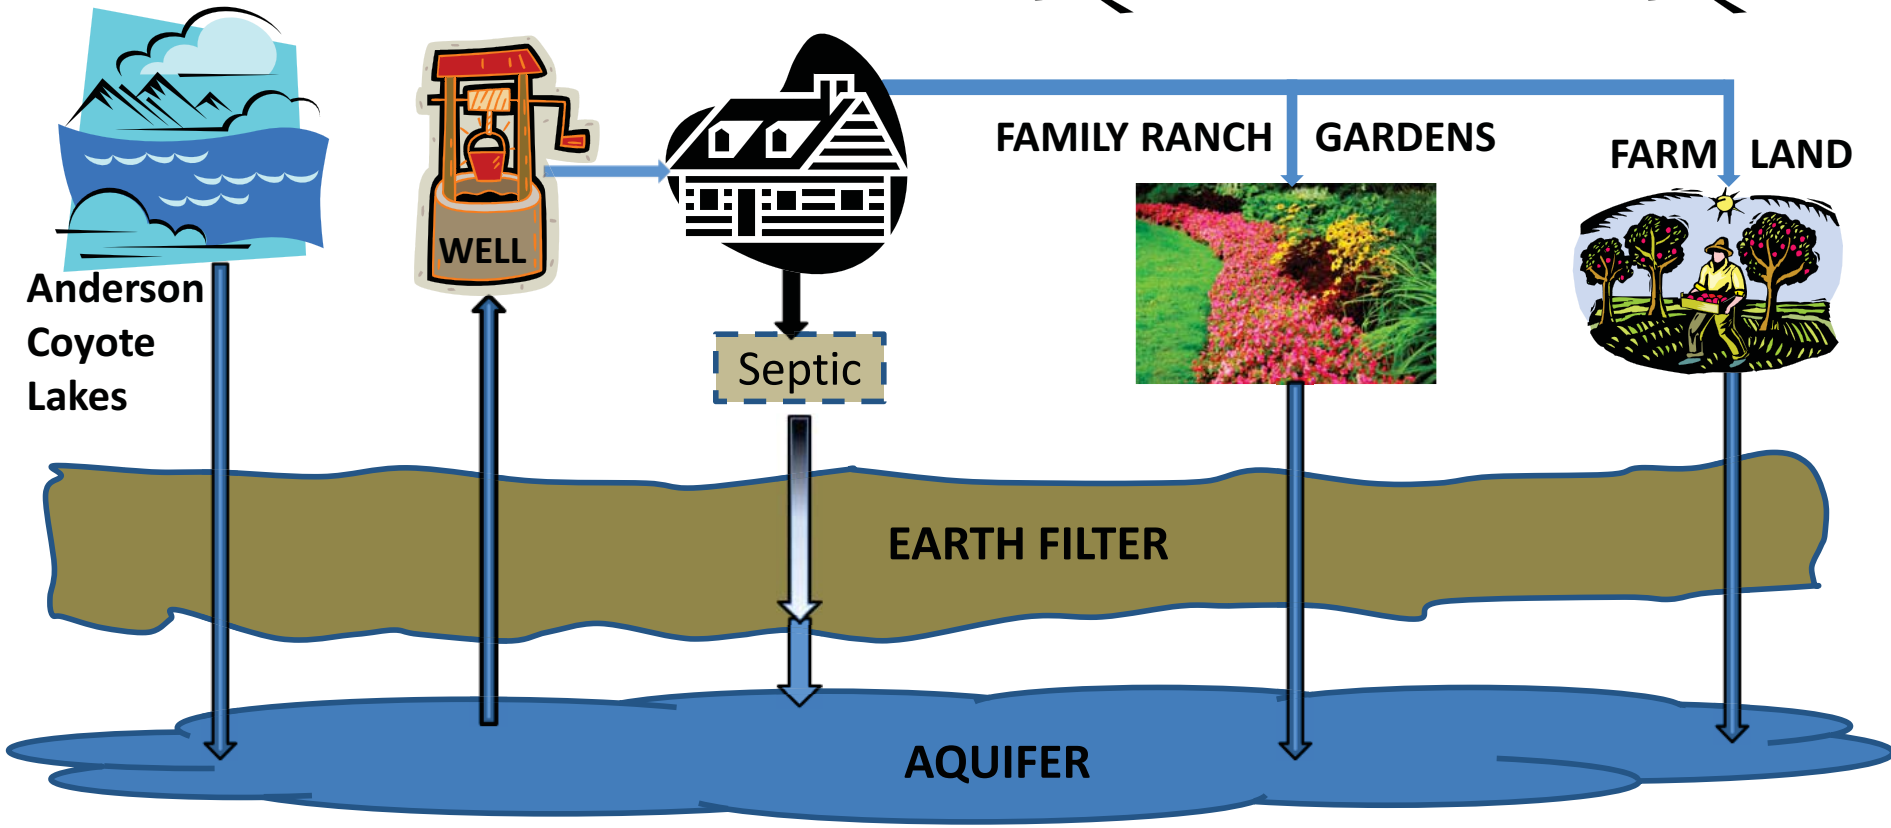 FAMILY RANCH GARDENS
FARM LAND
WELL
Anderson
Coyote
Lakes
Septic
EARTH FILTER
AQUIFER